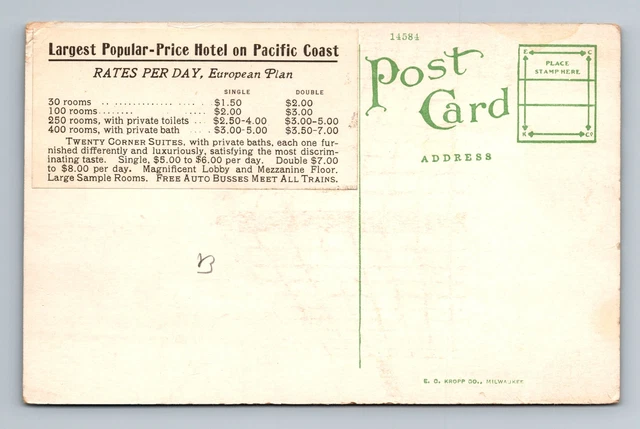 Largest Popular-Price Hotel on Pacific Coast
RATES PER DAY, European Plan
SINGLE DOUBLE
30 rooms .. .................. .... . $1.50 $2.00
100 rooms......... ............ .... $2.00 $3.00
250 rooms, with private toilets .... $2.50-4.00 $3.00-5.00
400 rooms, with private bath .... $3.00-5.00 $3.50-7.00
TWENTY CORNER SUITES, with private baths, each one fur-
nished differently and luxuriously, satisfying the most discrim-
inating taste. Single, $5.00 to $6.00 per day. Double $7.00
to $8.00 per day. Magnificent Lobby and Mezzanine Floor.
Large Sample Rooms. FREE AUTO BUSSES MEET ALL TRAINS.
14584
Post
Card
ADDRESS
E C
PLACE
STAMP HERE
K Cº
B
E. C. KROPP CO., MILWAUKEE